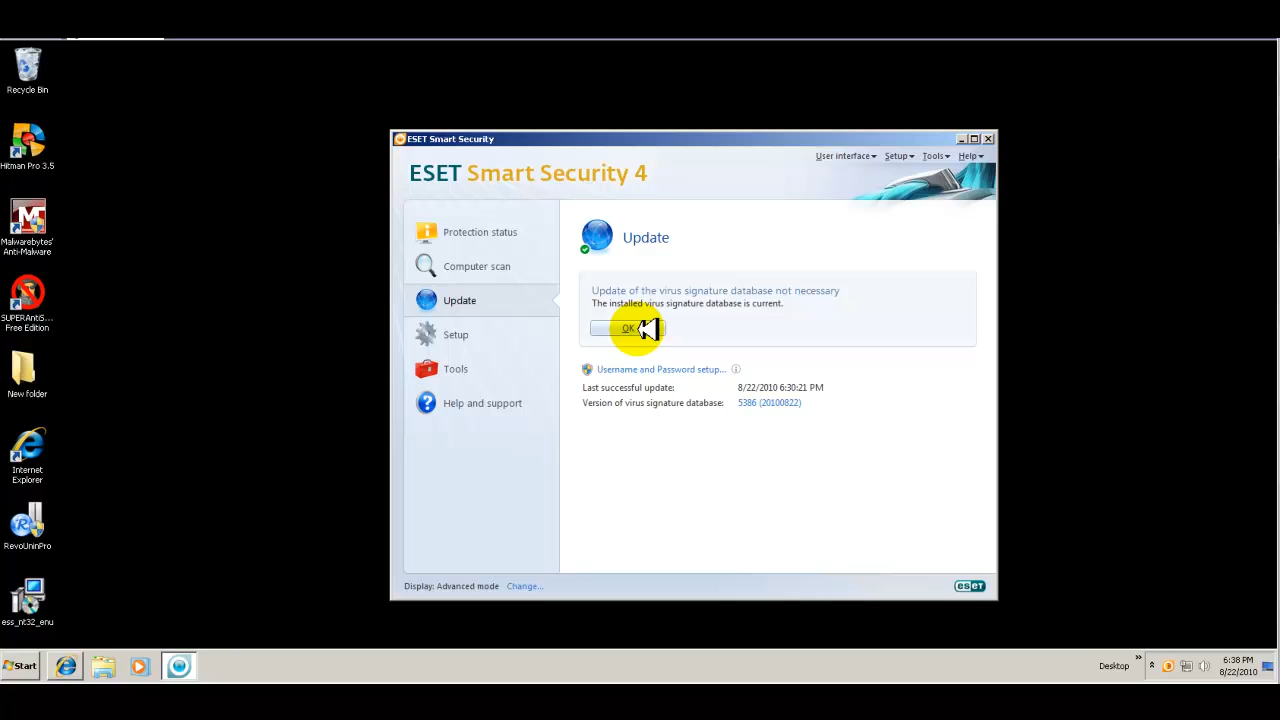 Recycle Bin
Hitman Pro 3.5
Malwarebytes'
Anti-Malware
SUPERAntiS...
Free Edition
New folder
Internet
Explorer
RevoUninPro
ess_nt32_enu
ESET Smart Security
User interface Setup Tools Help
ESET Smart Security 4
Protection status
Computer scan
Update
Setup
Tools
Help and support
Update
Update of the virus signature database not necessary
The installed virus signature database is current.
OK
Username and Password setup...
Last successful update: 8/22/2010 6:30:21 PM
Version of virus signature database: 5386 (20100822)
Display: Advanced mode Change...
eset
Start
Desktop
6:38 PM
8/22/2010